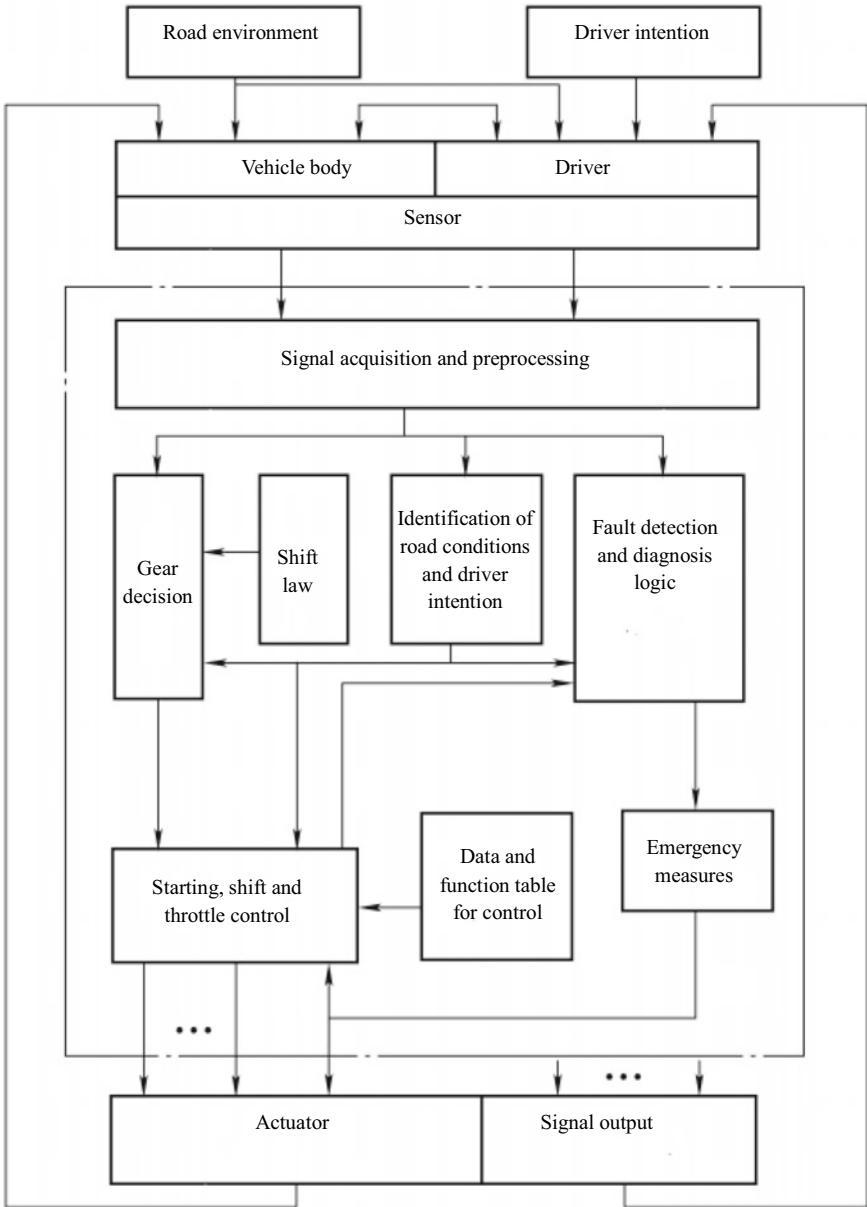 Road environment
Driver intention
Vehicle body
Driver
Sensor
Signal acquisition and preprocessing
Gear
decision
Shift
law
Identification of
road conditions
and driver
intention
Fault detection
and diagnosis
logic
Starting, shift and
throttle control
Data and
function table
for control
Emergency
measures
•••
•••
Actuator
Signal output